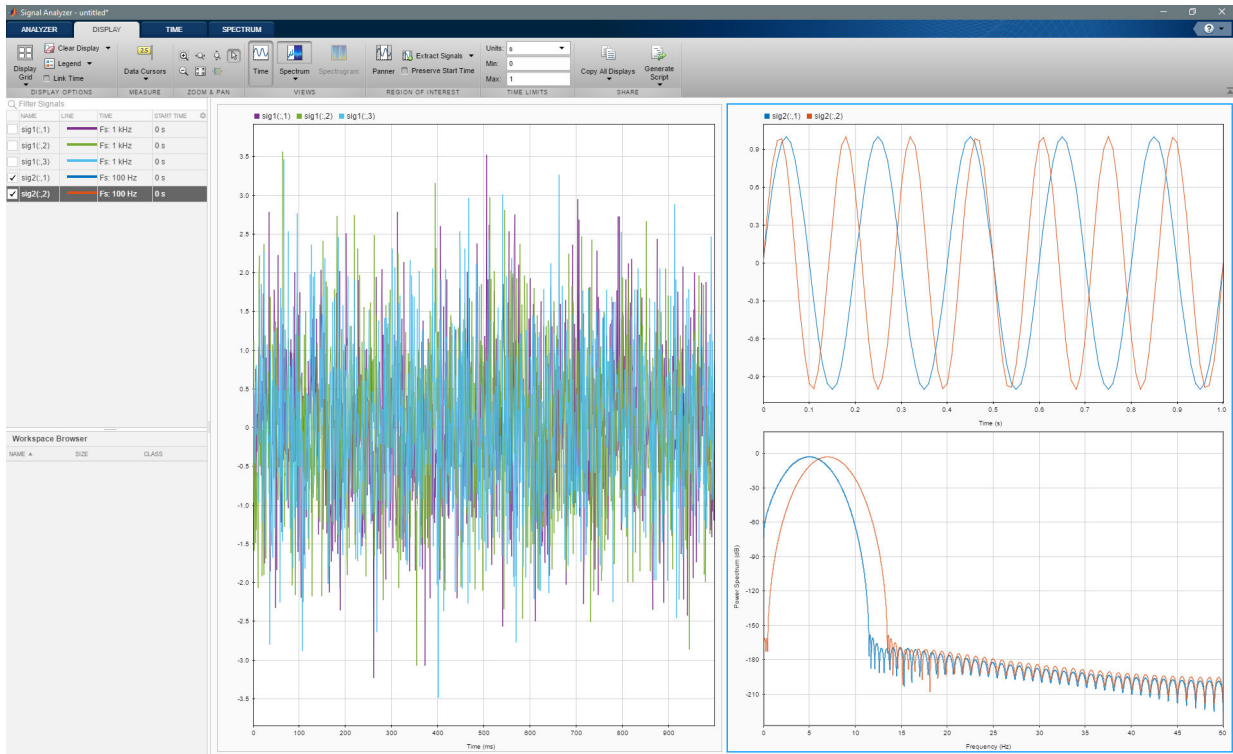 Signal Analyzer - untitled*
ANALYZER DISPLAY TIME SPECTRUM
?
Display Grid
Clear Display
Legend
Link Time
DISPLAY OPTIONS
2.5
Data Cursors
MEASURE
ZOOM & PAN
Time
Spectrum
Spectrogram
VIEWS
Panner
Extract Signals
Preserve Start Time
REGION OF INTEREST
Units: s
Min: 0
Max: 1
TIME LIMITS
Copy All Displays
Generate Script
SHARE
Filter Signals
NAME LINE TIME START TIME
sig1(:,1) Fs: 1 kHz 0 s
sig1(:,2) Fs: 1 kHz 0 s
sig1(:,3) Fs: 1 kHz 0 s
sig2(:,1) Fs: 100 Hz 0 s
sig2(:,2) Fs: 100 Hz 0 s
Workspace Browser
NAME SIZE CLASS
sig1(:,1) sig1(:,2) sig1(:,3)
3.5
3.0
2.5
2.0
1.5
1.0
0.5
0
-0.5
-1.0
-1.5
-2.0
-2.5
-3.0
-3.5
0 100 200 300 400 500 600 700 800 900
Time (ms)
sig2(:,1) sig2(:,2)
0.9
0.6
0.3
0
-0.3
-0.6
-0.9
0 0.1 0.2 0.3 0.4 0.5 0.6 0.7 0.8 0.9 1.0
Time (s)
0
-30
-60
-90
-120
-150
-180
-210
Power Spectrum (dB)
0 5 10 15 20 25 30 35 40 45 50
Frequency (Hz)